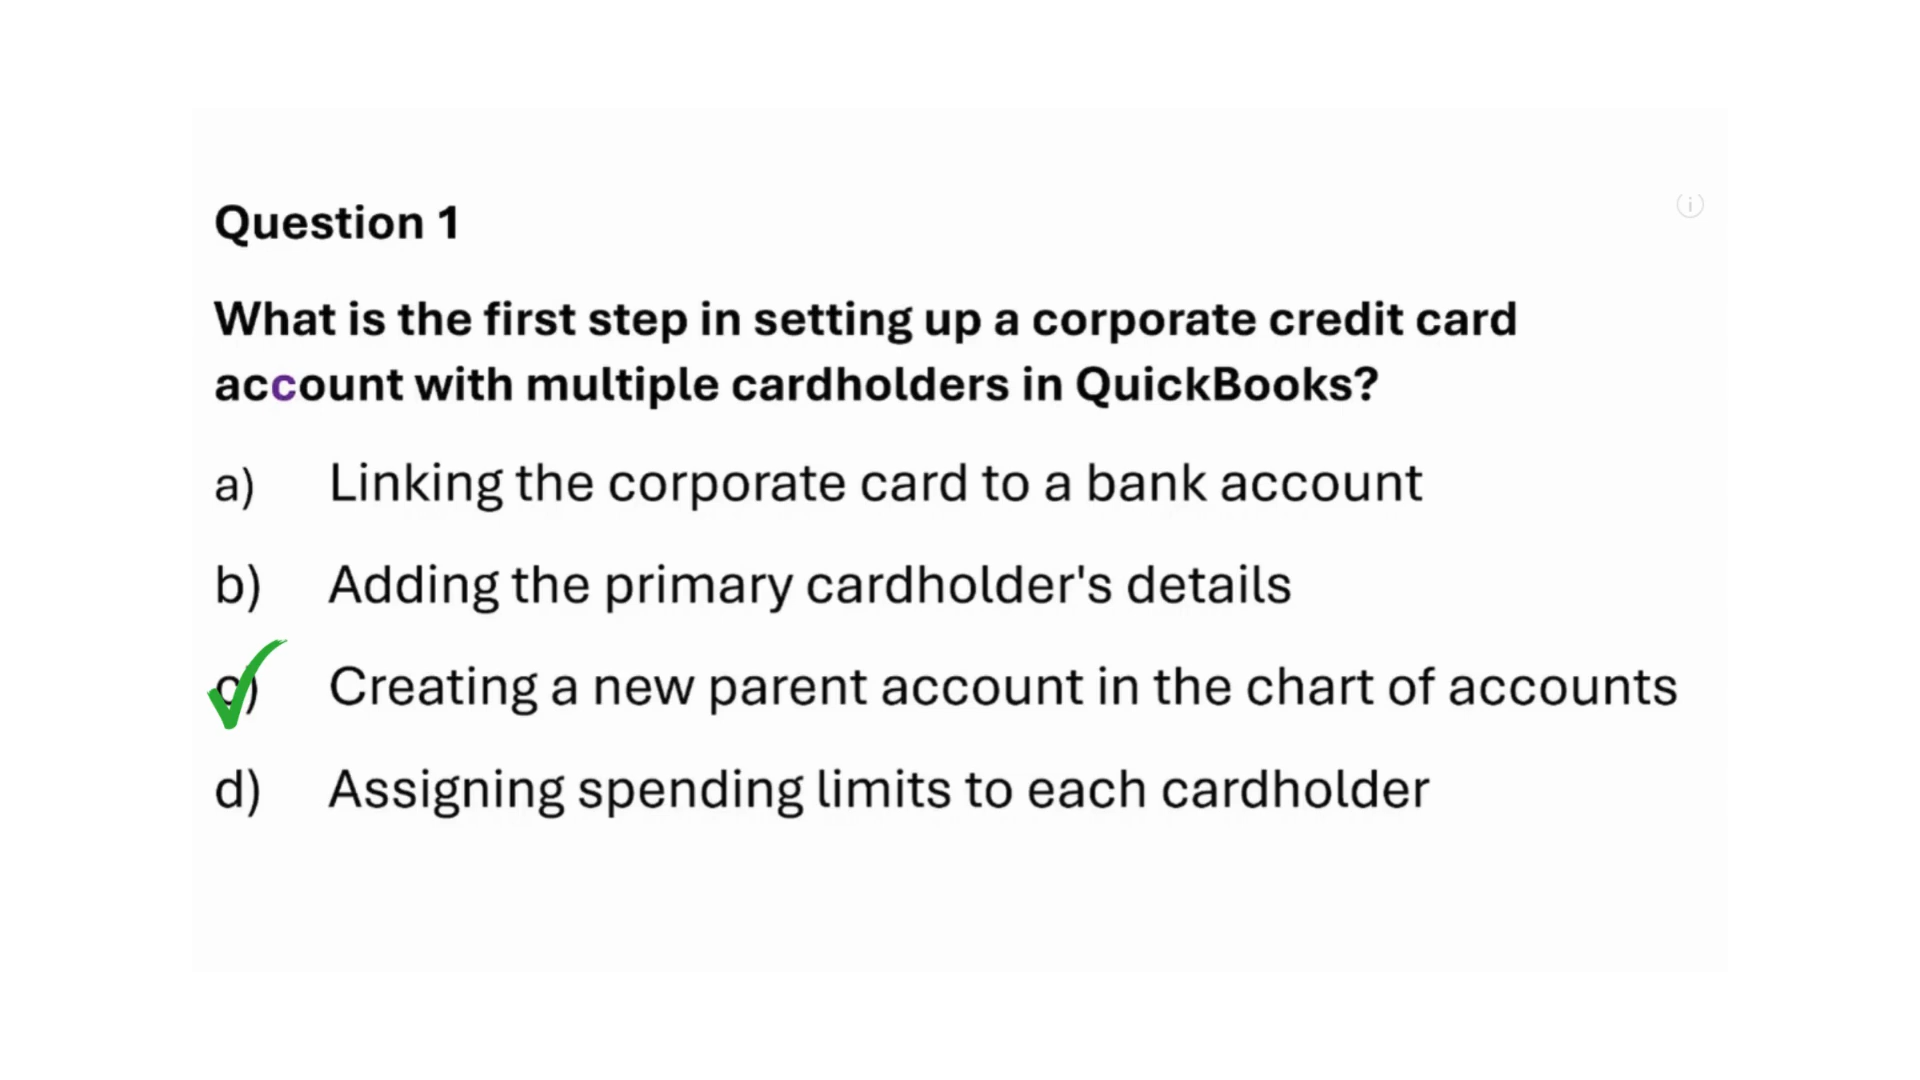 Question 1
What is the first step in setting up a corporate credit card
account with multiple cardholders in QuickBooks?
a) Linking the corporate card to a bank account
b) Adding the primary cardholder's details
c) Creating a new parent account in the chart of accounts
d) Assigning spending limits to each cardholder